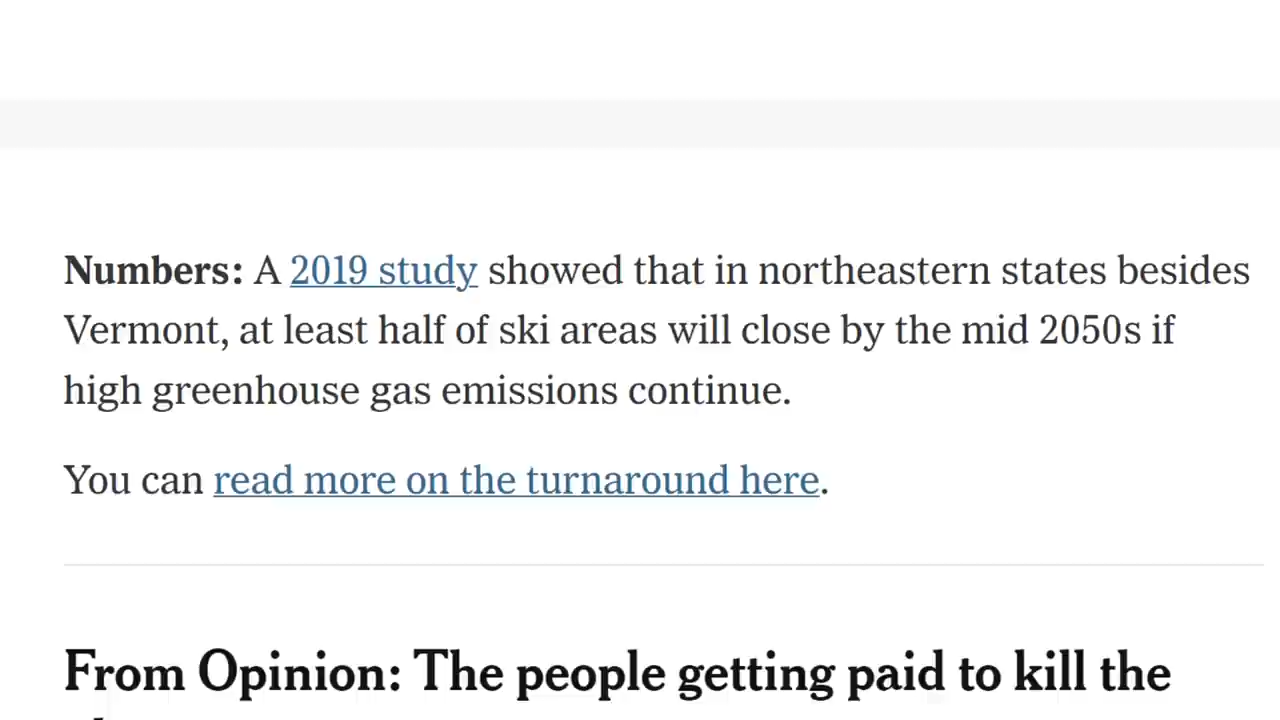 Numbers: A 2019 study showed that in northeastern states besides
Vermont, at least half of ski areas will close by the mid 2050s if
high greenhouse gas emissions continue.
You can read more on the turnaround here.
From Opinion: The people getting paid to kill the